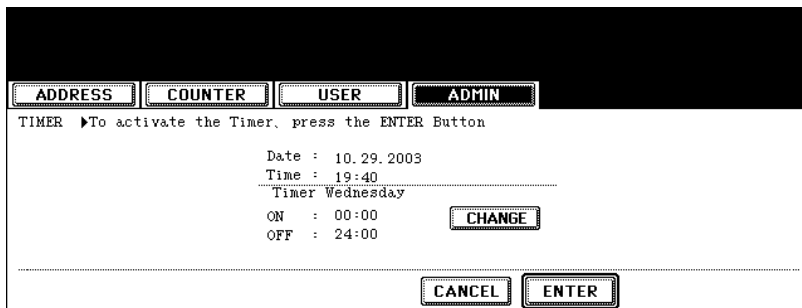 ADDRESS COUNTER USER ADMIN
TIMER ▶To activate the Timer, press the ENTER Button
Date : 10.29.2003
Time : 19:40
Timer Wednesday
ON : 00:00 CHANGE
OFF : 24:00
CANCEL ENTER